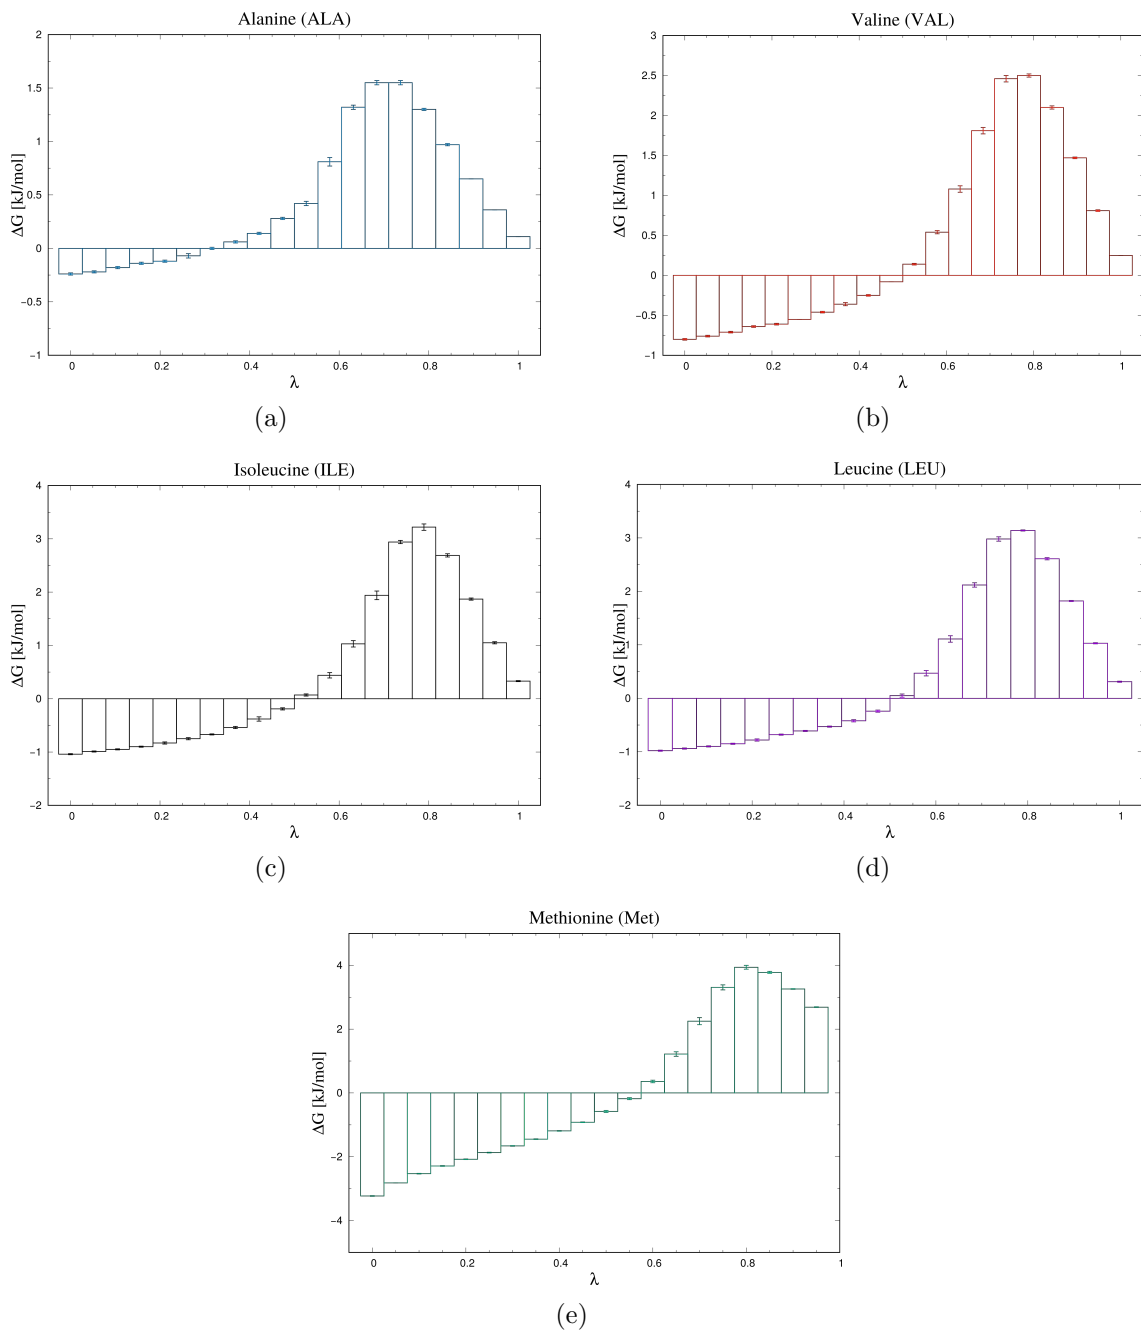 Alanine (ALA)
2
1.5
1
0.5
0
−0.5
−1
ΔG [kJ/mol]
0 0.2 0.4 0.6 0.8 1
λ
(a)
Valine (VAL)
3
2.5
2
1.5
1
0.5
0
−0.5
−1
ΔG [kJ/mol]
0 0.2 0.4 0.6 0.8 1
λ
(b)
Isoleucine (ILE)
4
3
2
1
0
−1
−2
ΔG [kJ/mol]
0 0.2 0.4 0.6 0.8 1
λ
(c)
Leucine (LEU)
4
3
2
1
0
−1
−2
ΔG [kJ/mol]
0 0.2 0.4 0.6 0.8 1
λ
(d)
Methionine (Met)
4
2
0
−2
−4
ΔG [kJ/mol]
0 0.2 0.4 0.6 0.8 1
λ
(e)